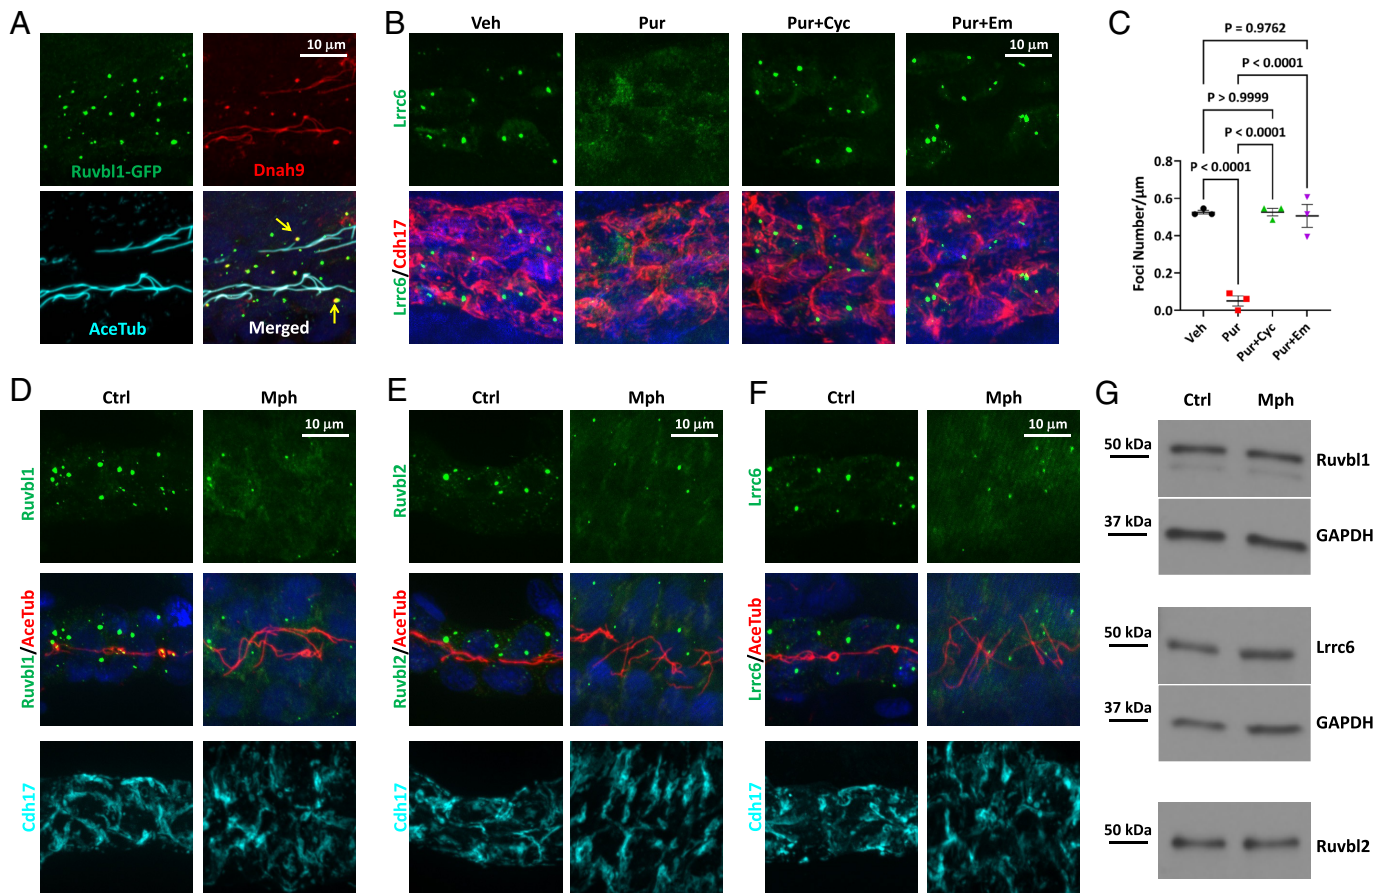 A
10 μm
Ruvbl1-GFP
Dnah9
AceTub
Merged
B
Veh
Pur
Pur+Cyc
Pur+Em
10 μm
Lrrc6
Lrrc6/Cdh17
C
P = 0.9762
P < 0.0001
P > 0.9999
P < 0.0001
P < 0.0001
Foci Number/μm
0.8
0.6
0.4
0.2
0.0
Veh
Pur
Pur+Cyc
Pur+Em
D
Ctrl
Mph
10 μm
Ruvbl1
Ruvbl1/AceTub
Cdh17
E
Ctrl
Mph
10 μm
Ruvbl2
Ruvbl2/AceTub
Cdh17
F
Ctrl
Mph
10 μm
Lrrc6
Lrrc6/AceTub
Cdh17
G
Ctrl
Mph
50 kDa
Ruvbl1
37 kDa
GAPDH
50 kDa
Lrrc6
37 kDa
GAPDH
50 kDa
Ruvbl2